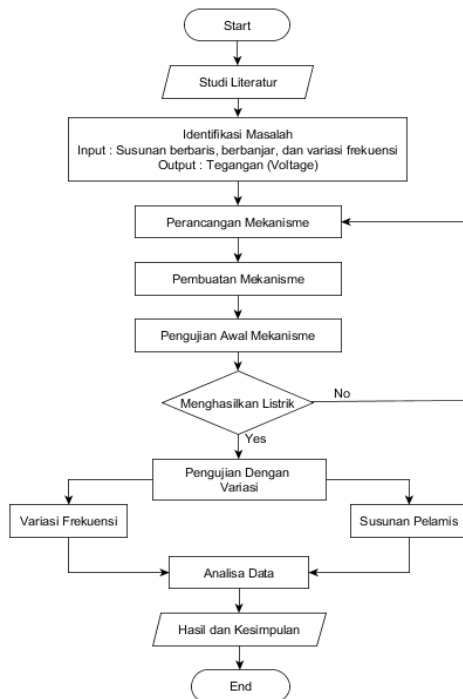 Start
Studi Literatur
Identifikasi Masalah
Input : Susunan berbaris, berbanjar, dan variasi frekuensi
Output : Tegangan (Voltage)
Perancangan Mekanisme
Pembuatan Mekanisme
Pengujian Awal Mekanisme
Menghasilkan Listrik
No
Yes
Pengujian Dengan
Variasi
Variasi Frekuensi
Susunan Pelamis
Analisa Data
Hasil dan Kesimpulan
End